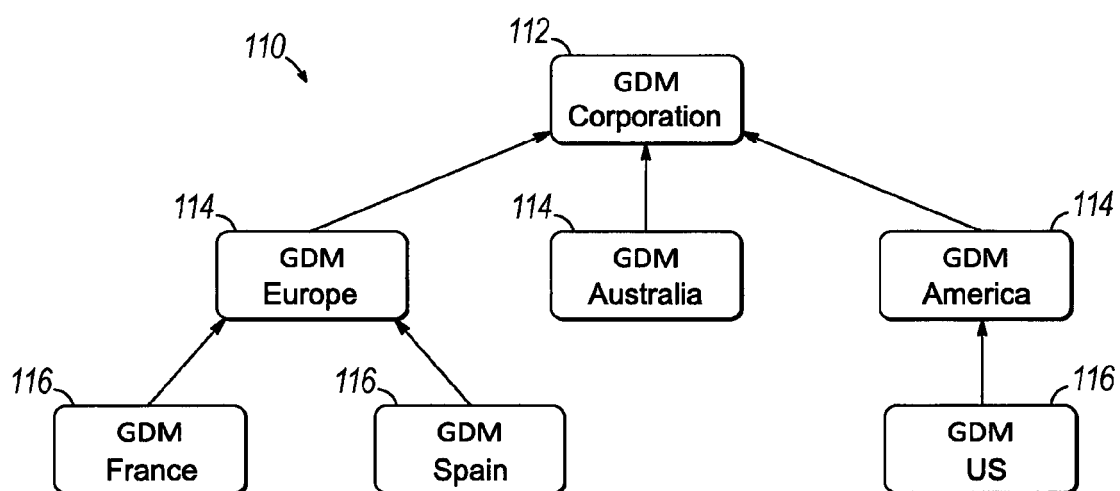 110
112
GDM
Corporation
114
GDM
Europe
114
GDM
Australia
114
GDM
America
116
GDM
France
116
GDM
Spain
116
GDM
US